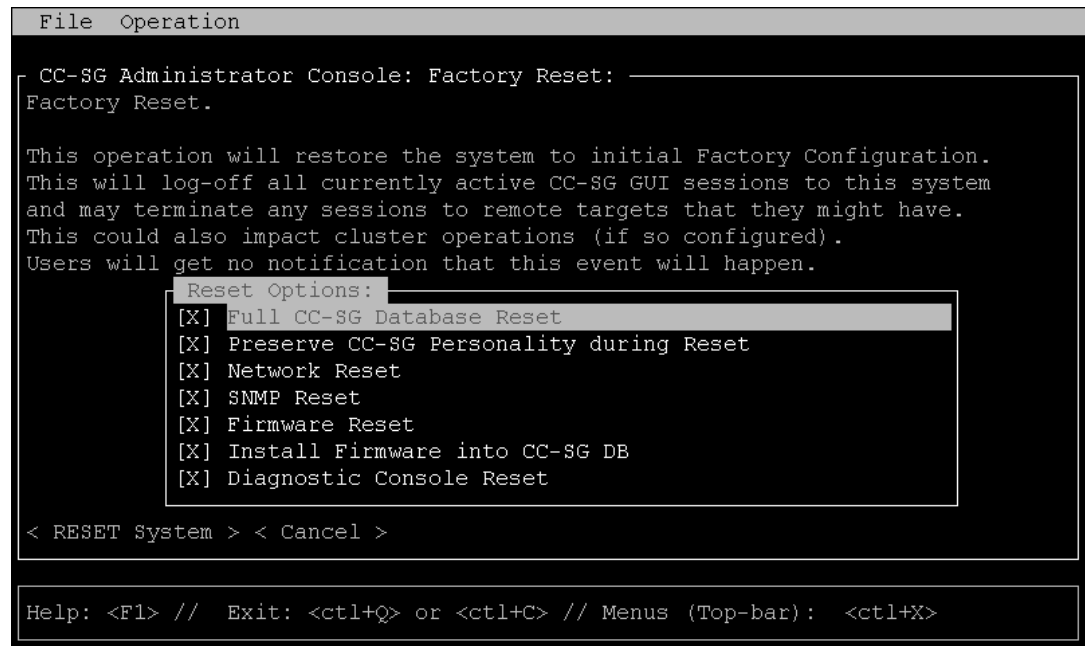 File Operation
CC-SG Administrator Console: Factory Reset:
Factory Reset.
This operation will restore the system to initial Factory Configuration.
This will log-off all currently active CC-SG GUI sessions to this system
and may terminate any sessions to remote targets that they might have.
This could also impact cluster operations (if so configured).
Users will get no notification that this event will happen.
Reset Options:
[X] Full CC-SG Database Reset
[X] Preserve CC-SG Personality during Reset
[X] Network Reset
[X] SNMP Reset
[X] Firmware Reset
[X] Install Firmware into CC-SG DB
[X] Diagnostic Console Reset
< RESET System > < Cancel >
Help: <F1> // Exit: <ctl+Q> or <ctl+C> // Menus (Top-bar): <ctl+X>